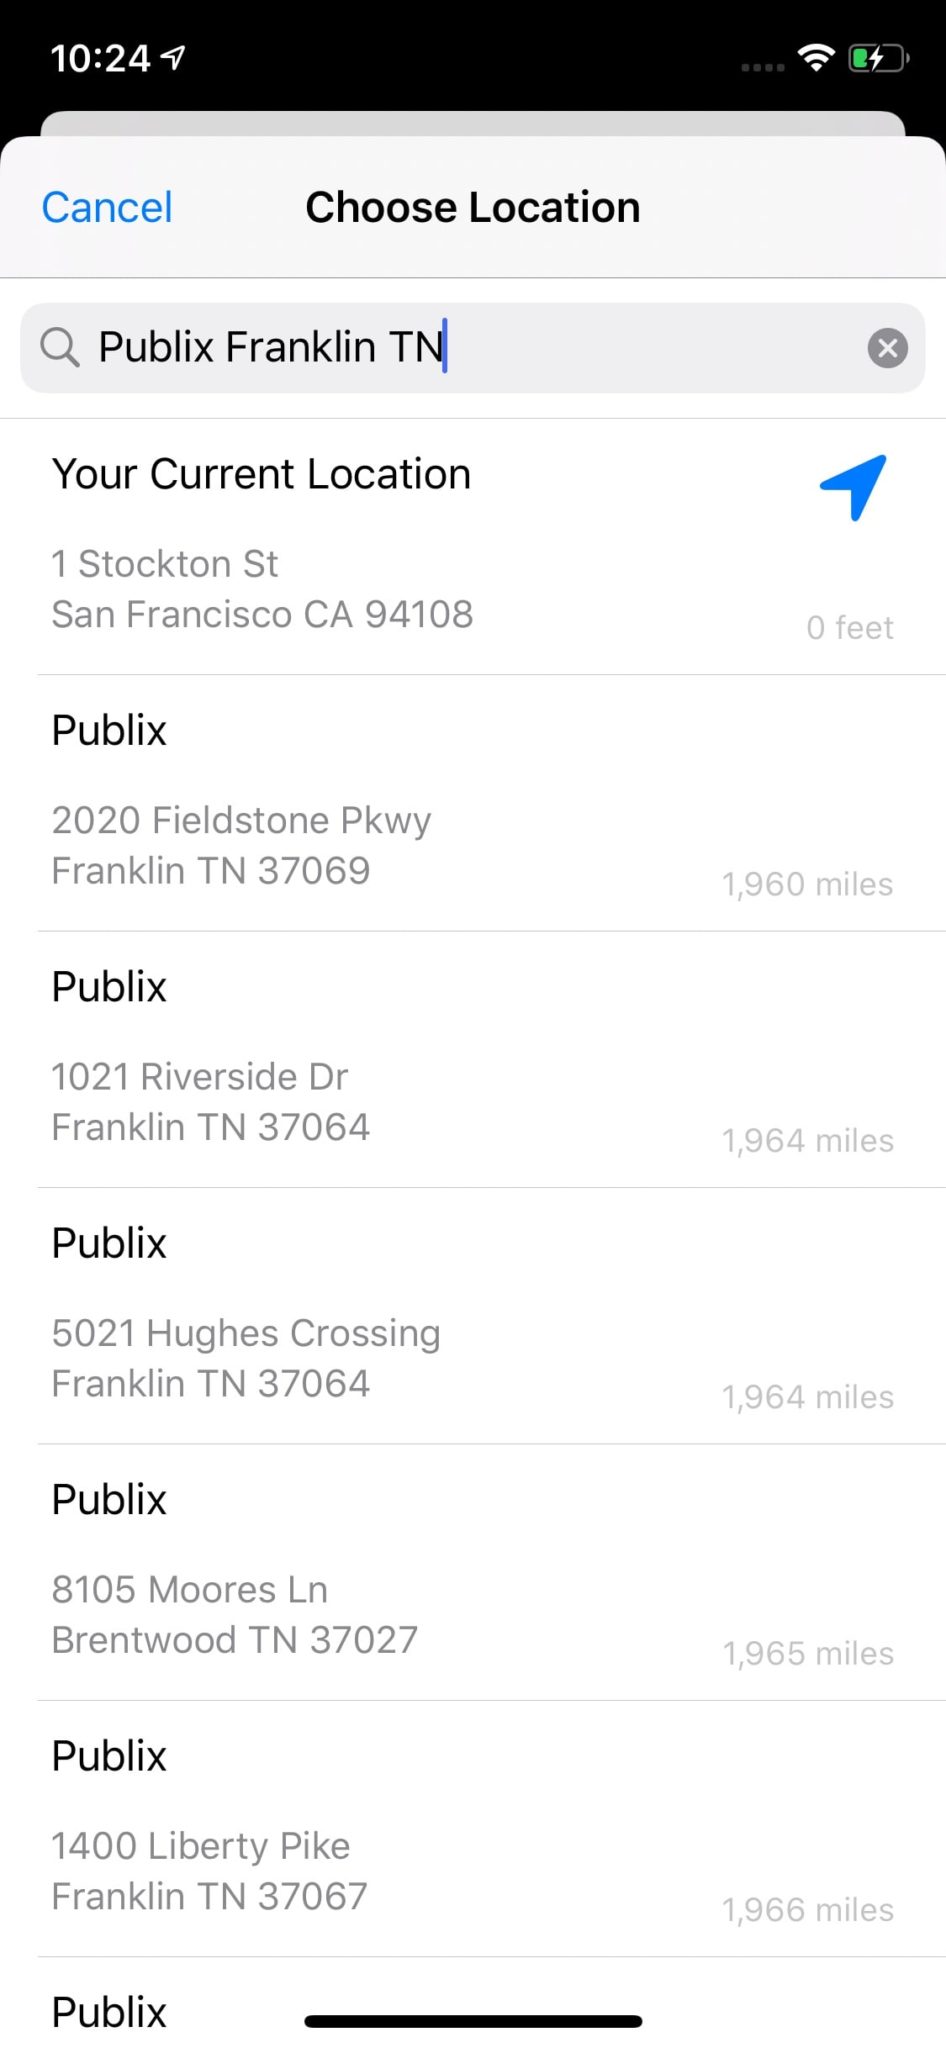 10:24
Cancel
Choose Location
Publix Franklin TN
Your Current Location
1 Stockton St
San Francisco CA 94108
0 feet
Publix
2020 Fieldstone Pkwy
Franklin TN 37069
1,960 miles
Publix
1021 Riverside Dr
Franklin TN 37064
1,964 miles
Publix
5021 Hughes Crossing
Franklin TN 37064
1,964 miles
Publix
8105 Moores Ln
Brentwood TN 37027
1,965 miles
Publix
1400 Liberty Pike
Franklin TN 37067
1,966 miles
Publix